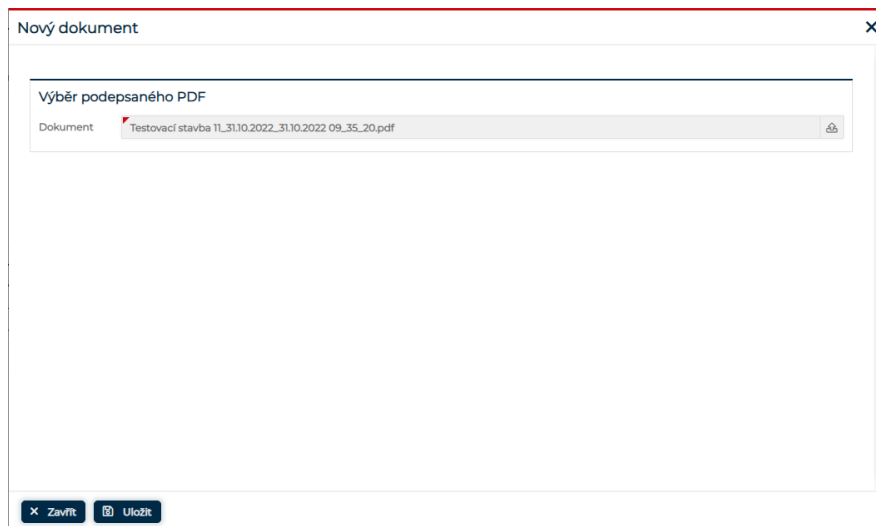 Nový dokument
Výběr podepsaného PDF
Dokument
Testovací stavba 11_31.10.2022_31.10.2022 09_35_20.pdf
Zavřít
Uložit